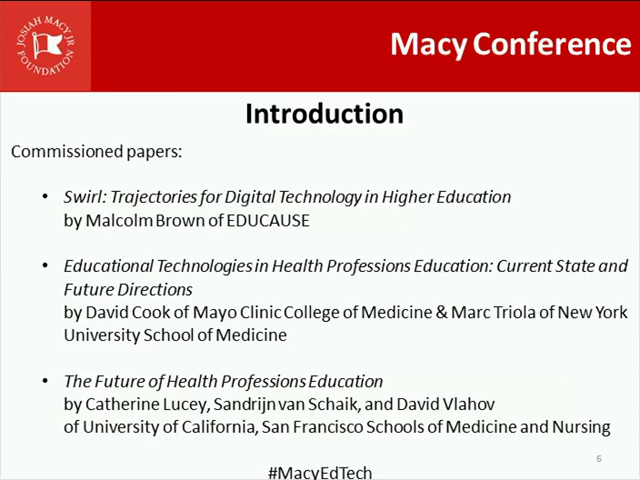 JOSIAH MACY JR
FOUNDATION
Macy Conference
Introduction
Commissioned papers:
• Swirl: Trajectories for Digital Technology in Higher Education
by Malcolm Brown of EDUCAUSE
• Educational Technologies in Health Professions Education: Current State and
Future Directions
by David Cook of Mayo Clinic College of Medicine & Marc Triola of New York
University School of Medicine
• The Future of Health Professions Education
by Catherine Lucey, Sandrijn van Schaik, and David Vlahov
of University of California, San Francisco Schools of Medicine and Nursing
6
#MacyEdTech